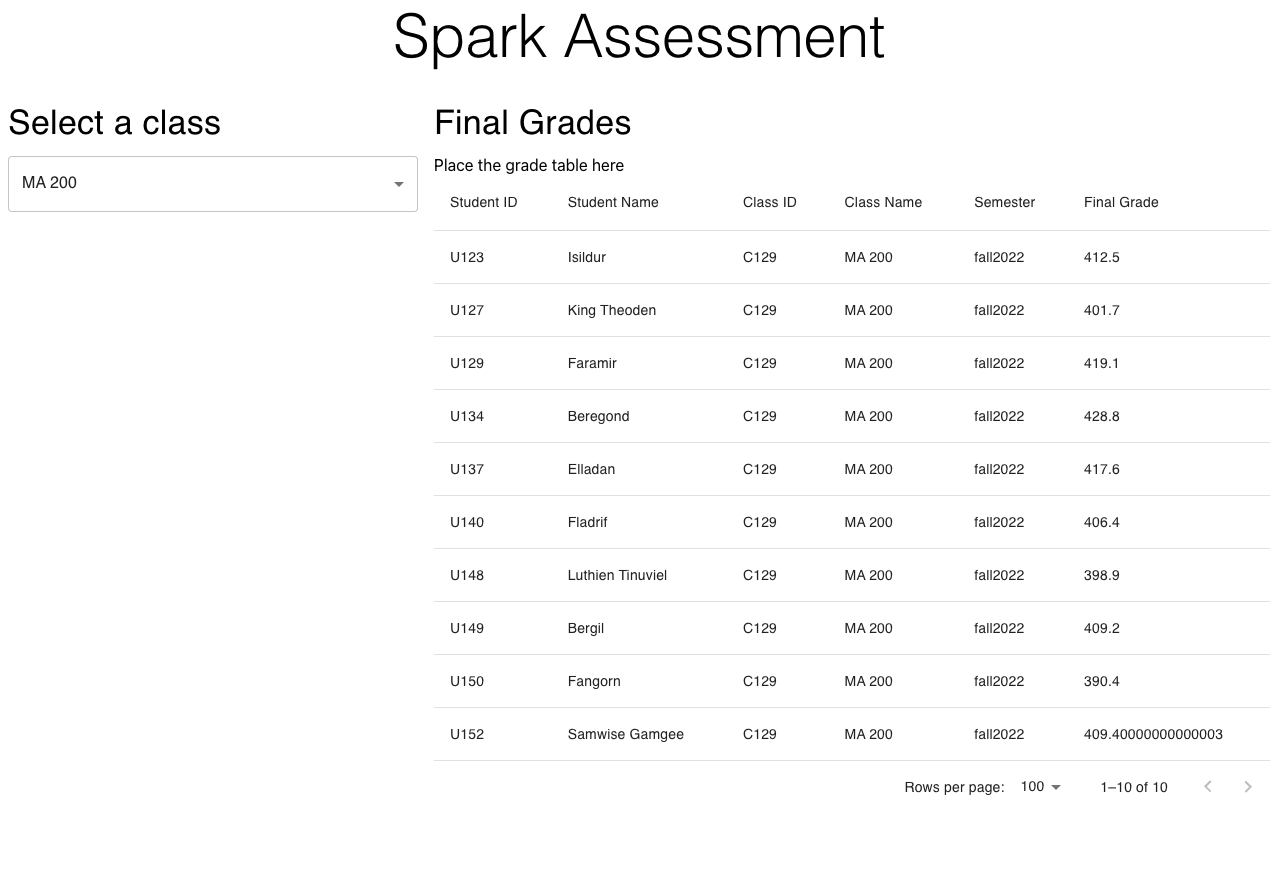 Spark Assessment
Select a class
MA 200
Final Grades
Place the grade table here
Student ID Student Name Class ID Class Name Semester Final Grade
U123 Isildur C129 MA 200 fall2022 412.5
U127 King Theoden C129 MA 200 fall2022 401.7
U129 Faramir C129 MA 200 fall2022 419.1
U134 Beregond C129 MA 200 fall2022 428.8
U137 Elladan C129 MA 200 fall2022 417.6
U140 Fladrif C129 MA 200 fall2022 406.4
U148 Luthien Tinuviel C129 MA 200 fall2022 398.9
U149 Bergil C129 MA 200 fall2022 409.2
U150 Fangorn C129 MA 200 fall2022 390.4
U152 Samwise Gamgee C129 MA 200 fall2022 409.40000000000003
Rows per page: 100 1–10 of 10